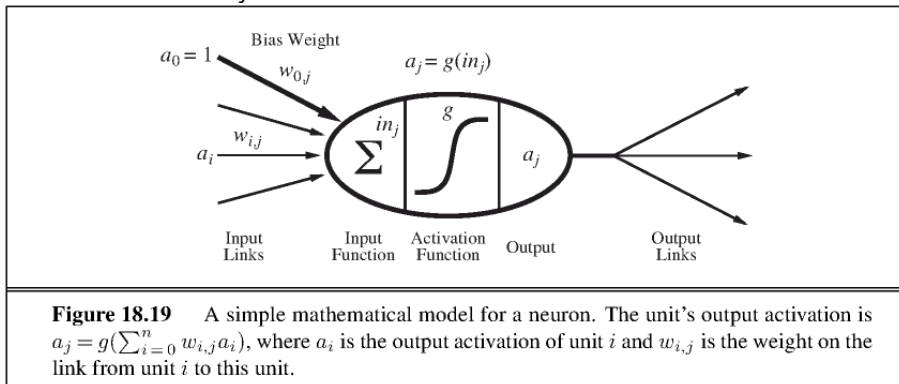 Bias Weight
a₀ = 1
w₀,ⱼ
aⱼ = g(inⱼ)
inⱼ
g
wᵢ,ⱼ
aᵢ
Σ
aⱼ
Input Links
Input Function
Activation Function
Output
Output Links
Figure 18.19 A simple mathematical model for a neuron. The unit's output activation is
aⱼ = g(∑ⁿᵢ₌₀ wᵢ,ⱼaᵢ), where aᵢ is the output activation of unit i and wᵢ,ⱼ is the weight on the
link from unit i to this unit.